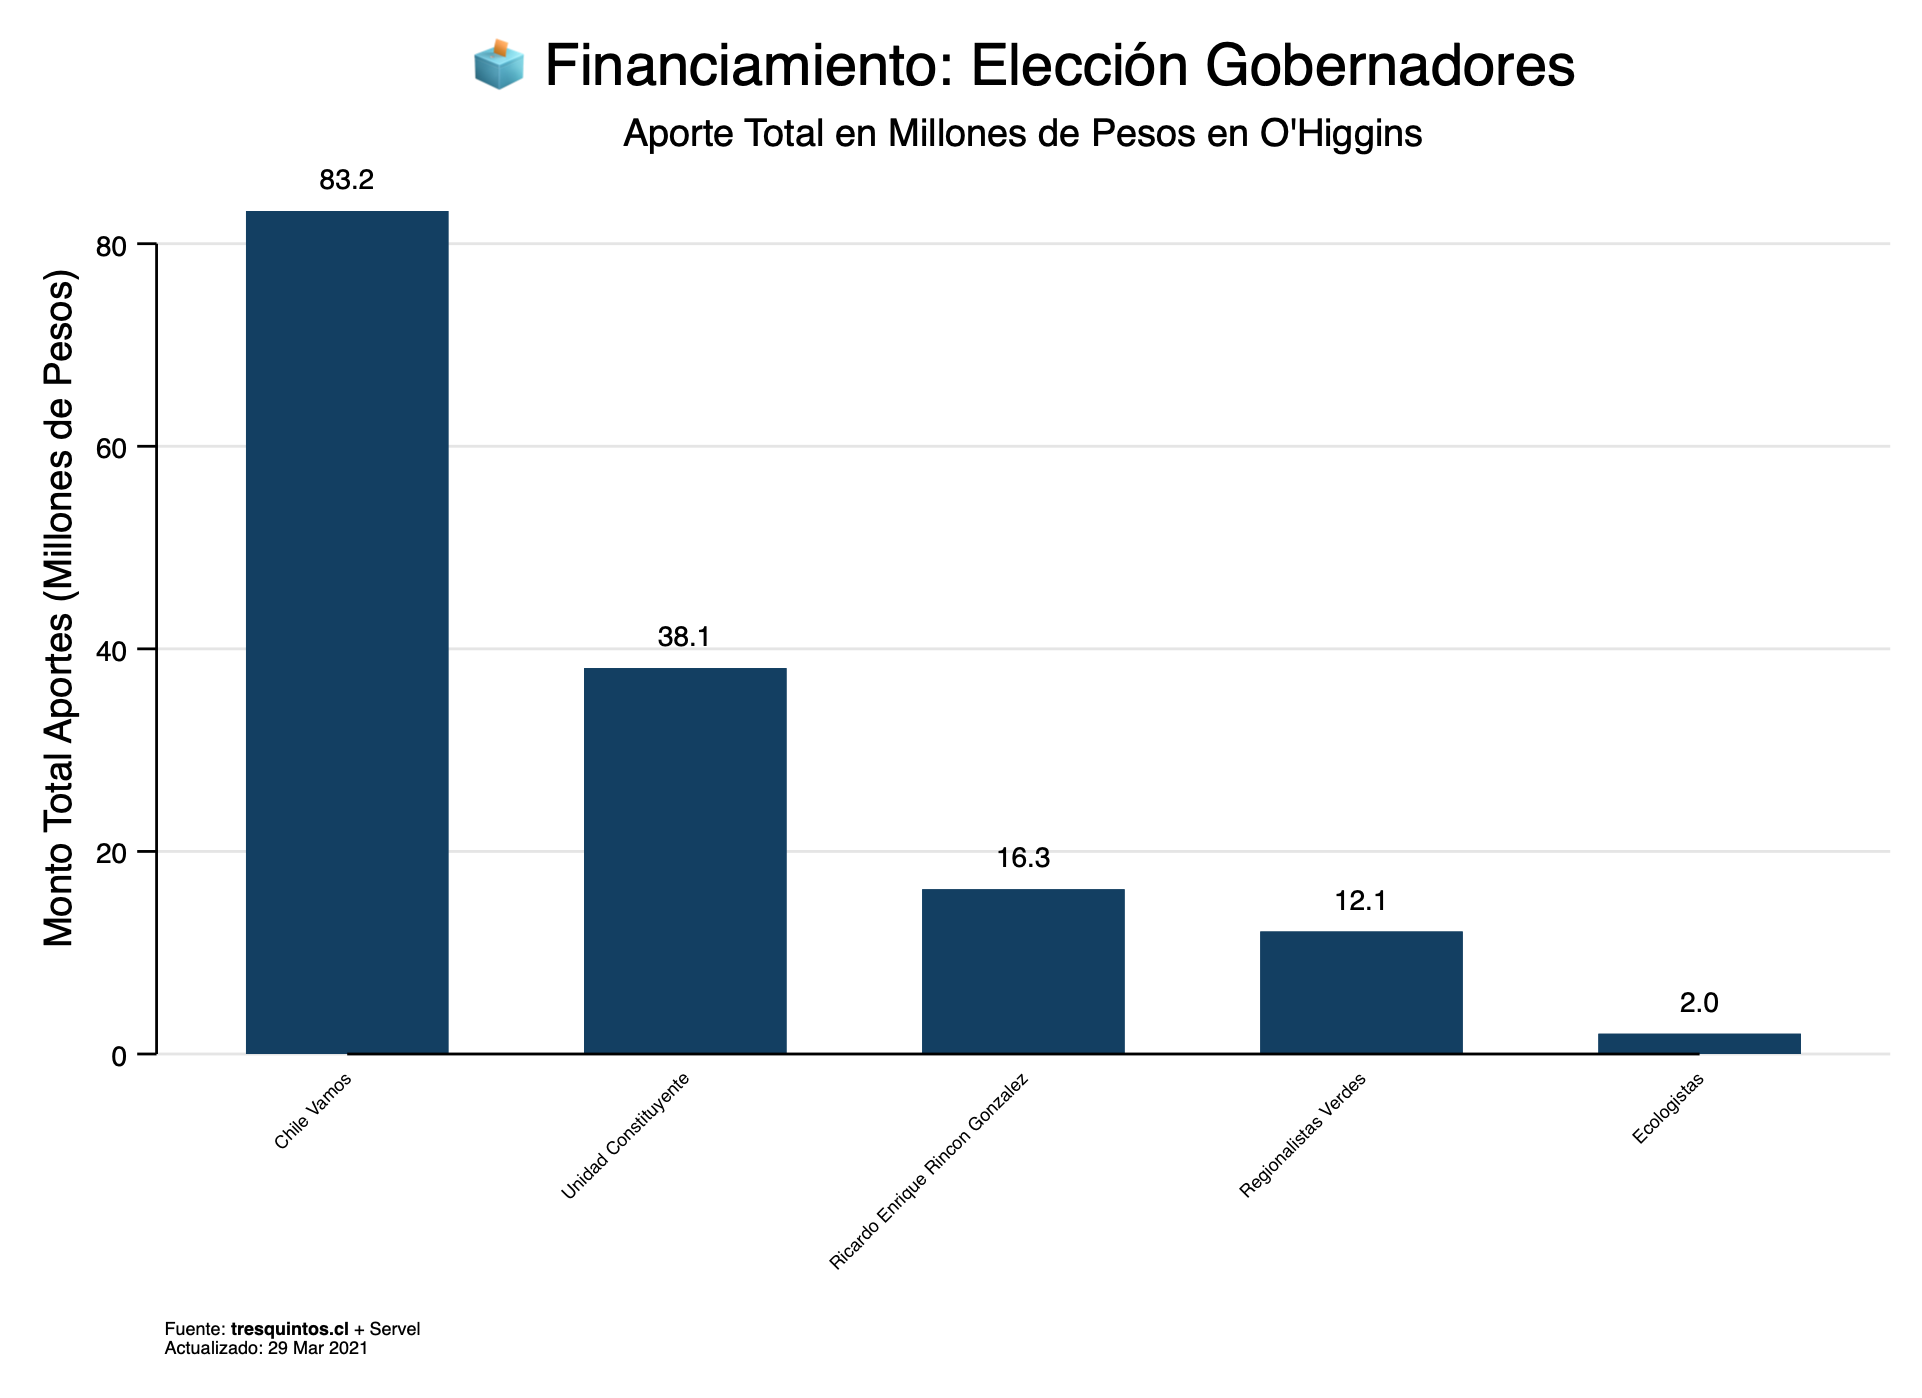 Financiamiento: Elección Gobernadores
Aporte Total en Millones de Pesos en O'Higgins
Monto Total Aportes (Millones de Pesos)
80
60
40
20
0
83.2
38.1
16.3
12.1
2.0
Chile Vamos
Unidad Constituyente
Ricardo Enrique Rincon Gonzalez
Regionalistas Verdes
Ecologistas
Fuente: tresquintos.cl + Servel
Actualizado: 29 Mar 2021